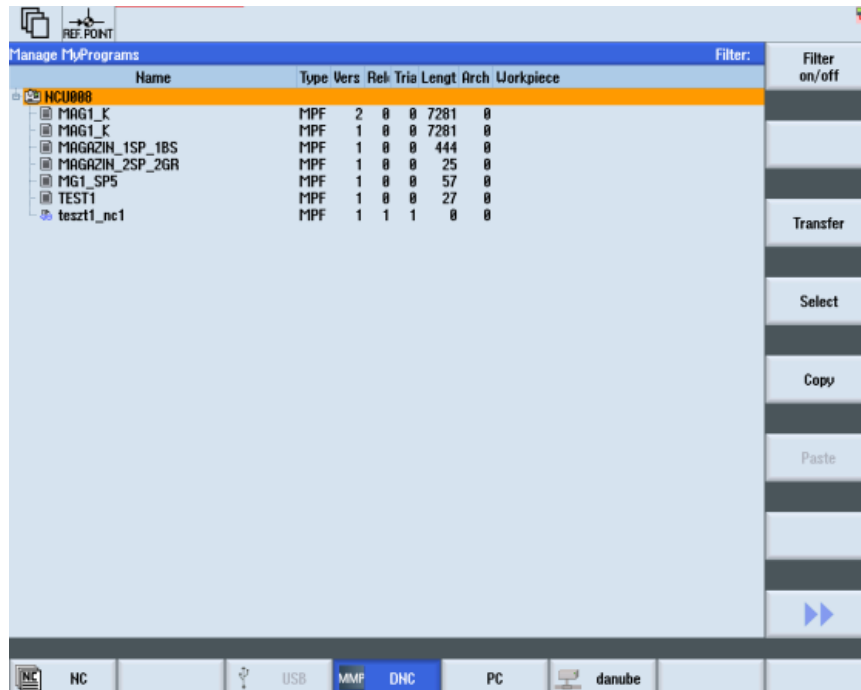 REF. POINT
Manage MyPrograms Filter:
Name Type Vers Rel Tria Lengt Arch Workpiece
NCU008
MAG1_K MPF 2 0 0 7281 0
MAG1_K MPF 1 0 0 7281 0
MAGAZIN_1SP_1BS MPF 1 0 0 444 0
MAGAZIN_2SP_2GR MPF 1 0 0 25 0
MG1_SP5 MPF 1 0 0 57 0
TEST1 MPF 1 0 0 27 0
teszt1_nc1 MPF 1 1 1 0 0
Filter
on/off
Transfer
Select
Copy
Paste
NC NC USB MMP DNC PC danube